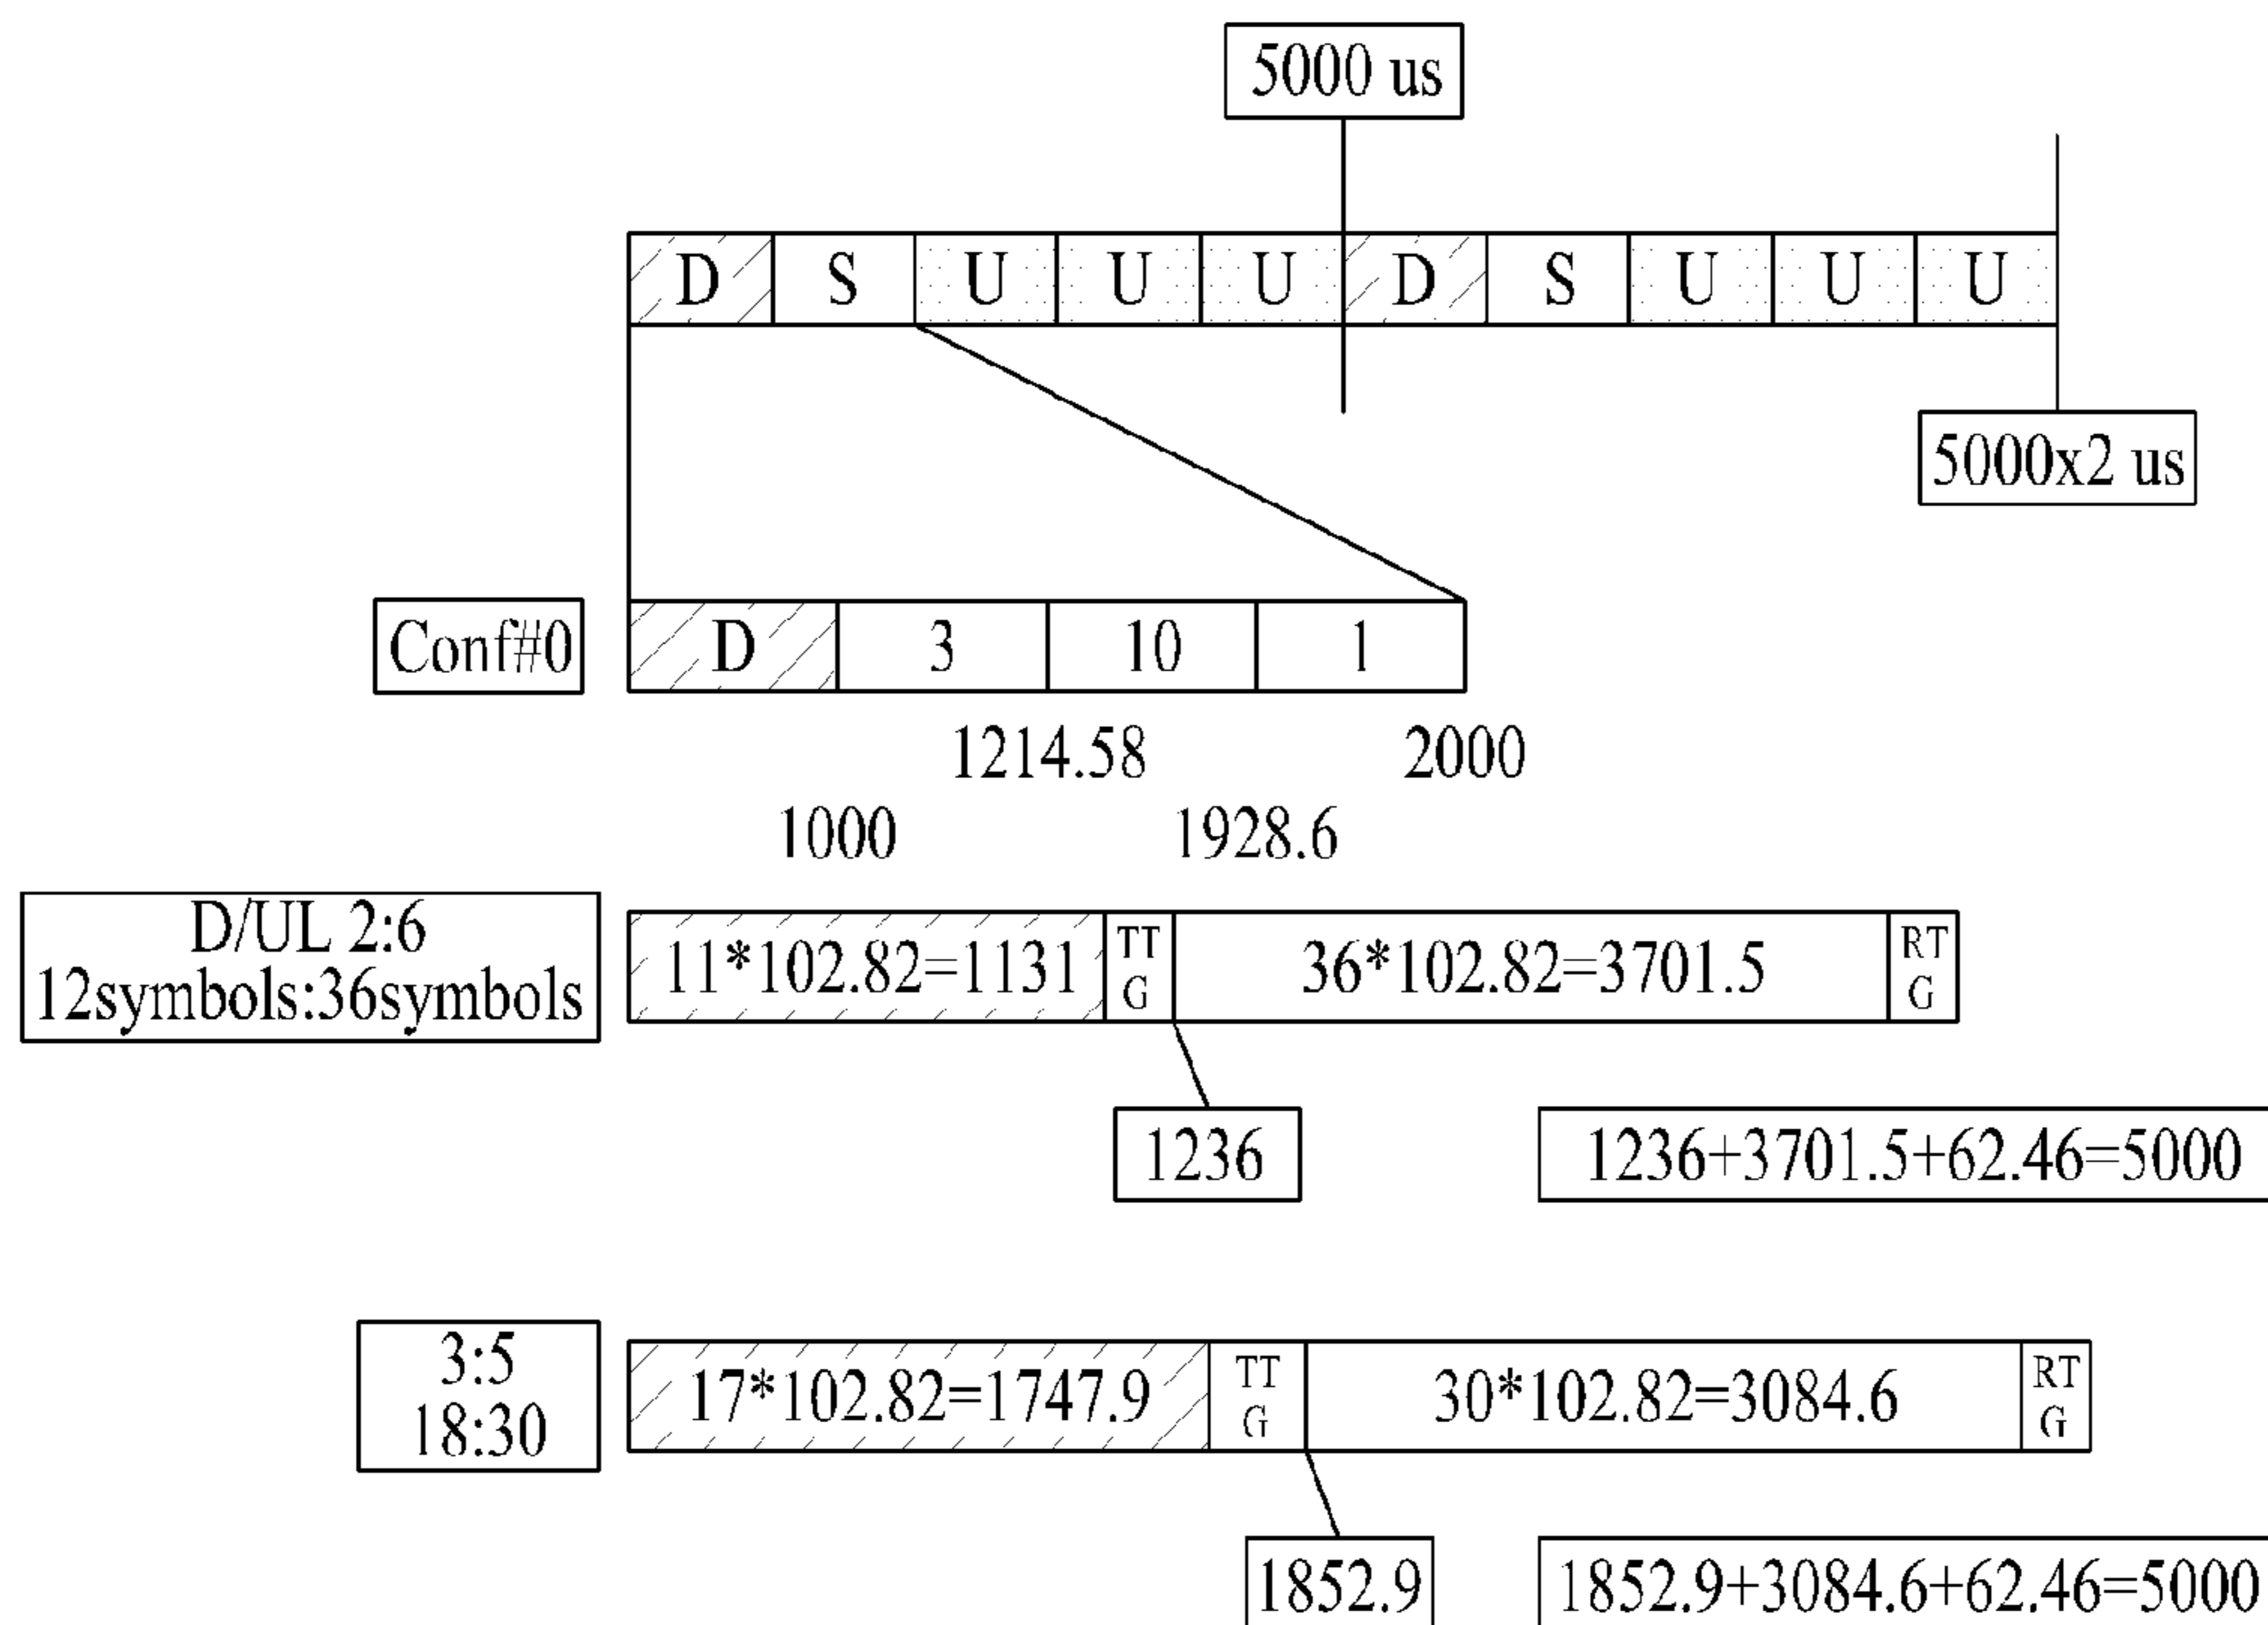 5000 us
D S U U U D S U U U
5000x2 us
Conf#0
D 3 10 1
1214.58 2000
1000 1928.6
D/UL 2:6
12symbols:36symbols
11*102.82=1131
TT
G
36*102.82=3701.5
RT
G
1236
1236+3701.5+62.46=5000
3:5
18:30
17*102.82=1747.9
TT
G
30*102.82=3084.6
RT
G
1852.9
1852.9+3084.6+62.46=5000